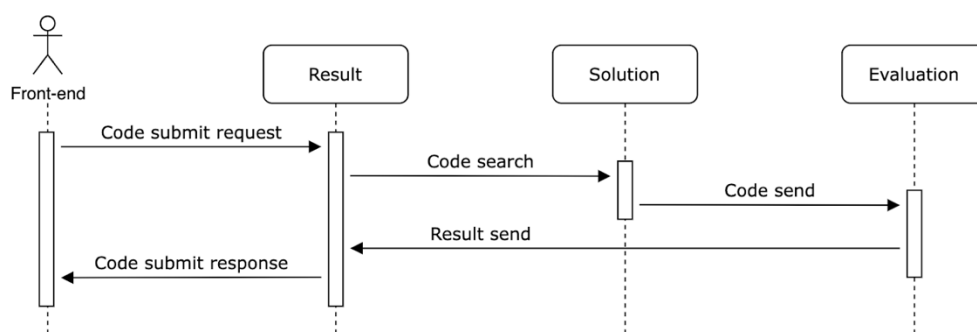 Front-end
Result
Solution
Evaluation
Code submit request
Code search
Code send
Result send
Code submit response